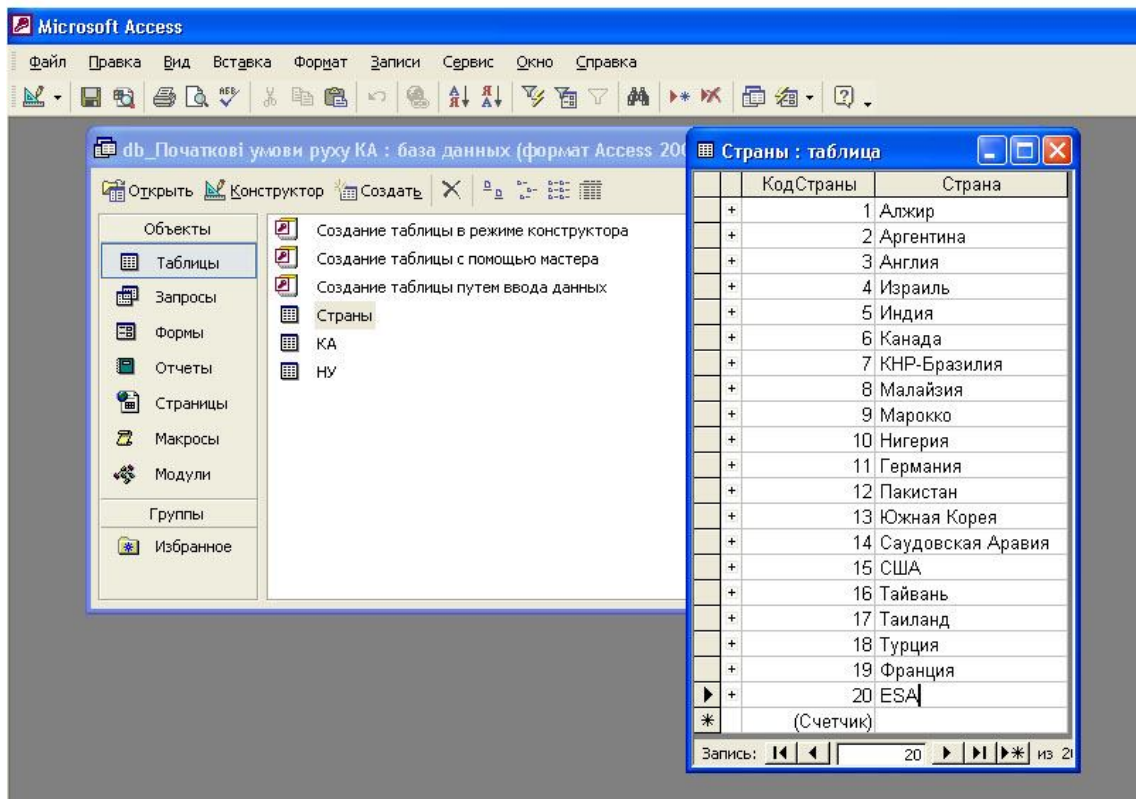 Microsoft Access
Файл Правка Вид Вставка Формат Записи Сервис Окно Справка
db_Початкові умови руху КА : база данных (формат Access 200
Открыть Конструктор Создать
Объекты
Таблицы
Запросы
Формы
Отчеты
Страницы
Макросы
Модули
Группы
Избранное
Создание таблицы в режиме конструктора
Создание таблицы с помощью мастера
Создание таблицы путем ввода данных
Страны
КА
НУ
Страны : таблица
КодСтраны Страна
+ 1 Алжир
+ 2 Аргентина
+ 3 Англия
+ 4 Израиль
+ 5 Индия
+ 6 Канада
+ 7 КНР-Бразилия
+ 8 Малайзия
+ 9 Марокко
+ 10 Нигерия
+ 11 Германия
+ 12 Пакистан
+ 13 Южная Корея
+ 14 Саудовская Аравия
+ 15 США
+ 16 Тайвань
+ 17 Таиланд
+ 18 Турция
+ 19 Франция
+ 20 ESA
(Счетчик)
Запись: 20 из